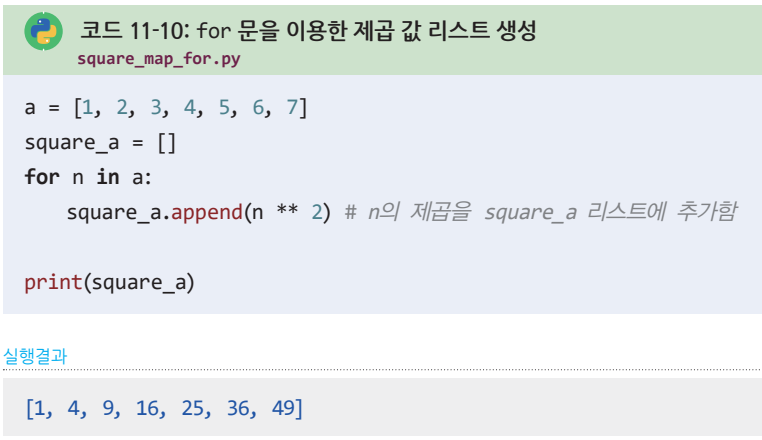 코드 11-10: for 문을 이용한 제곱 값 리스트 생성
square_map_for.py
a = [1, 2, 3, 4, 5, 6, 7]
square_a = []
for n in a:
    square_a.append(n ** 2) # n의 제곱을 square_a 리스트에 추가함
print(square_a)
실행결과
[1, 4, 9, 16, 25, 36, 49]